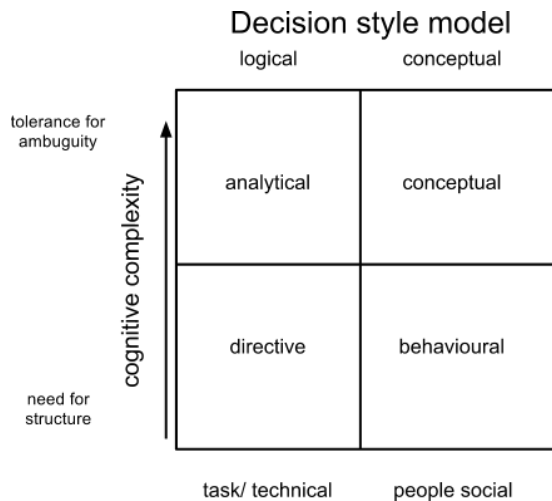 Decision style model
logical conceptual
tolerance for
ambuguity
cognitive complexity
analytical conceptual
directive behavioural
need for
structure
task/ technical people social